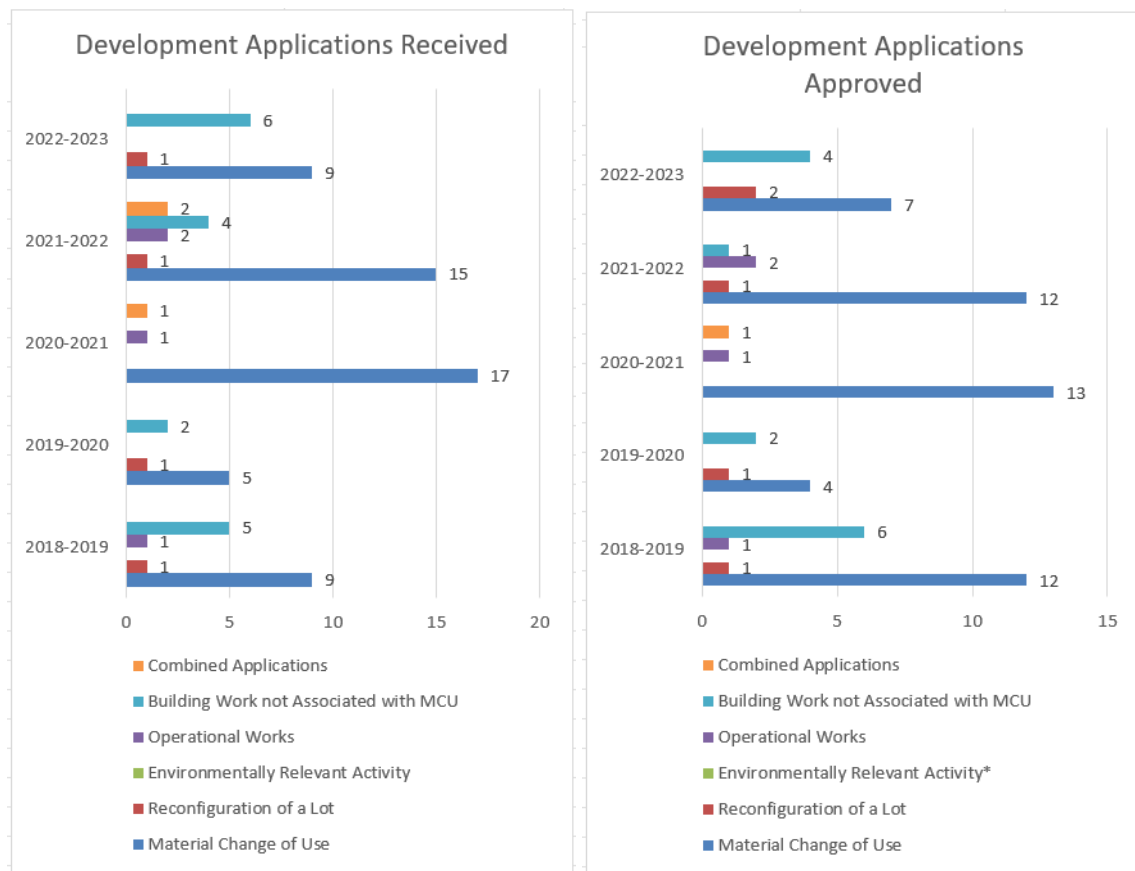 Development Applications Received
2022-2023
6
1
9
2021-2022
2
4
2
1
15
2020-2021
1
1
17
2019-2020
2
1
5
2018-2019
5
1
1
9
0 5 10 15 20
Combined Applications
Building Work not Associated with MCU
Operational Works
Environmentally Relevant Activity
Reconfiguration of a Lot
Material Change of Use
Development Applications
Approved
2022-2023
4
2
7
2021-2022
1
2
1
12
2020-2021
1
1
13
2019-2020
2
1
4
2018-2019
6
1
1
12
0 5 10 15
Combined Applications
Building Work not Associated with MCU
Operational Works
Environmentally Relevant Activity*
Reconfiguration of a Lot
Material Change of Use